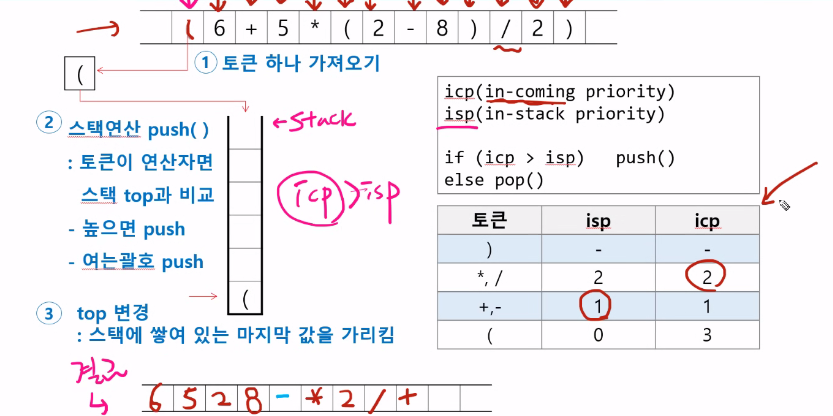 ( 6 + 5 * ( 2 - 8 ) / 2 )
(
① 토큰 하나 가져오기
② 스택연산 push( )
: 토큰이 연산자면
스택 top과 비교
- 높으면 push
- 여는괄호 push
←stack
icp>isp
(
③ top 변경
: 스택에 쌓여 있는 마지막 값을 가리킴
icp(in-coming priority)
isp(in-stack priority)
if (icp > isp) push()
else pop()
토큰 isp icp
) - -
*, / 2 2
+,- 1 1
( 0 3
결과
6 5 2 8 - * 2 / +